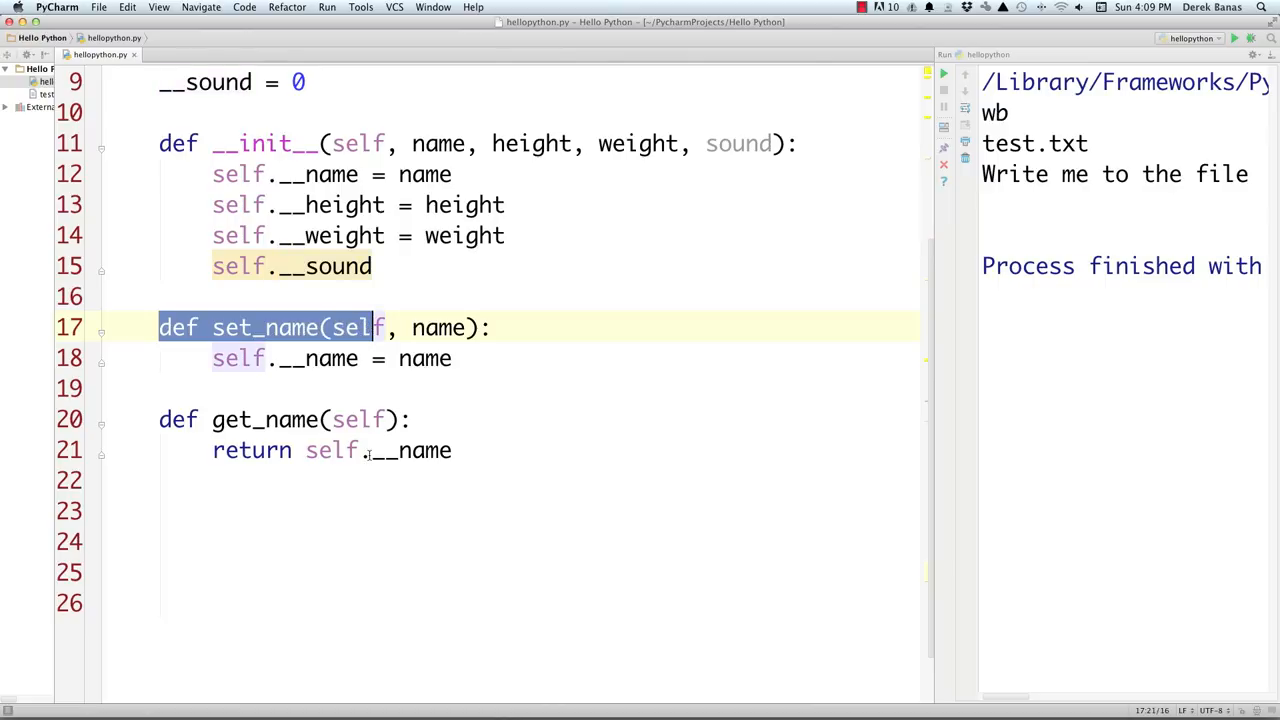 PyCharm File Edit View Navigate Code Refactor Run Tools VCS Window Help 10 Sun 4:09 PM Derek Banas
hellopython.py - Hello Python - [~/PycharmProjects/Hello Python]
Hello Python hellopython.py hellopython
hellopython.py Run hellopython
Hello P
hell
test
Extern
9 __sound = 0
10
11 def __init__(self, name, height, weight, sound):
12 self.__name = name
13 self.__height = height
14 self.__weight = weight
15 self.__sound
16
17 def set_name(self, name):
18 self.__name = name
19
20 def get_name(self):
21 return self.__name
22
23
24
25
26
/Library/Frameworks/Py
wb
test.txt
Write me to the file
Process finished with
17:21/16 LF UTF-8